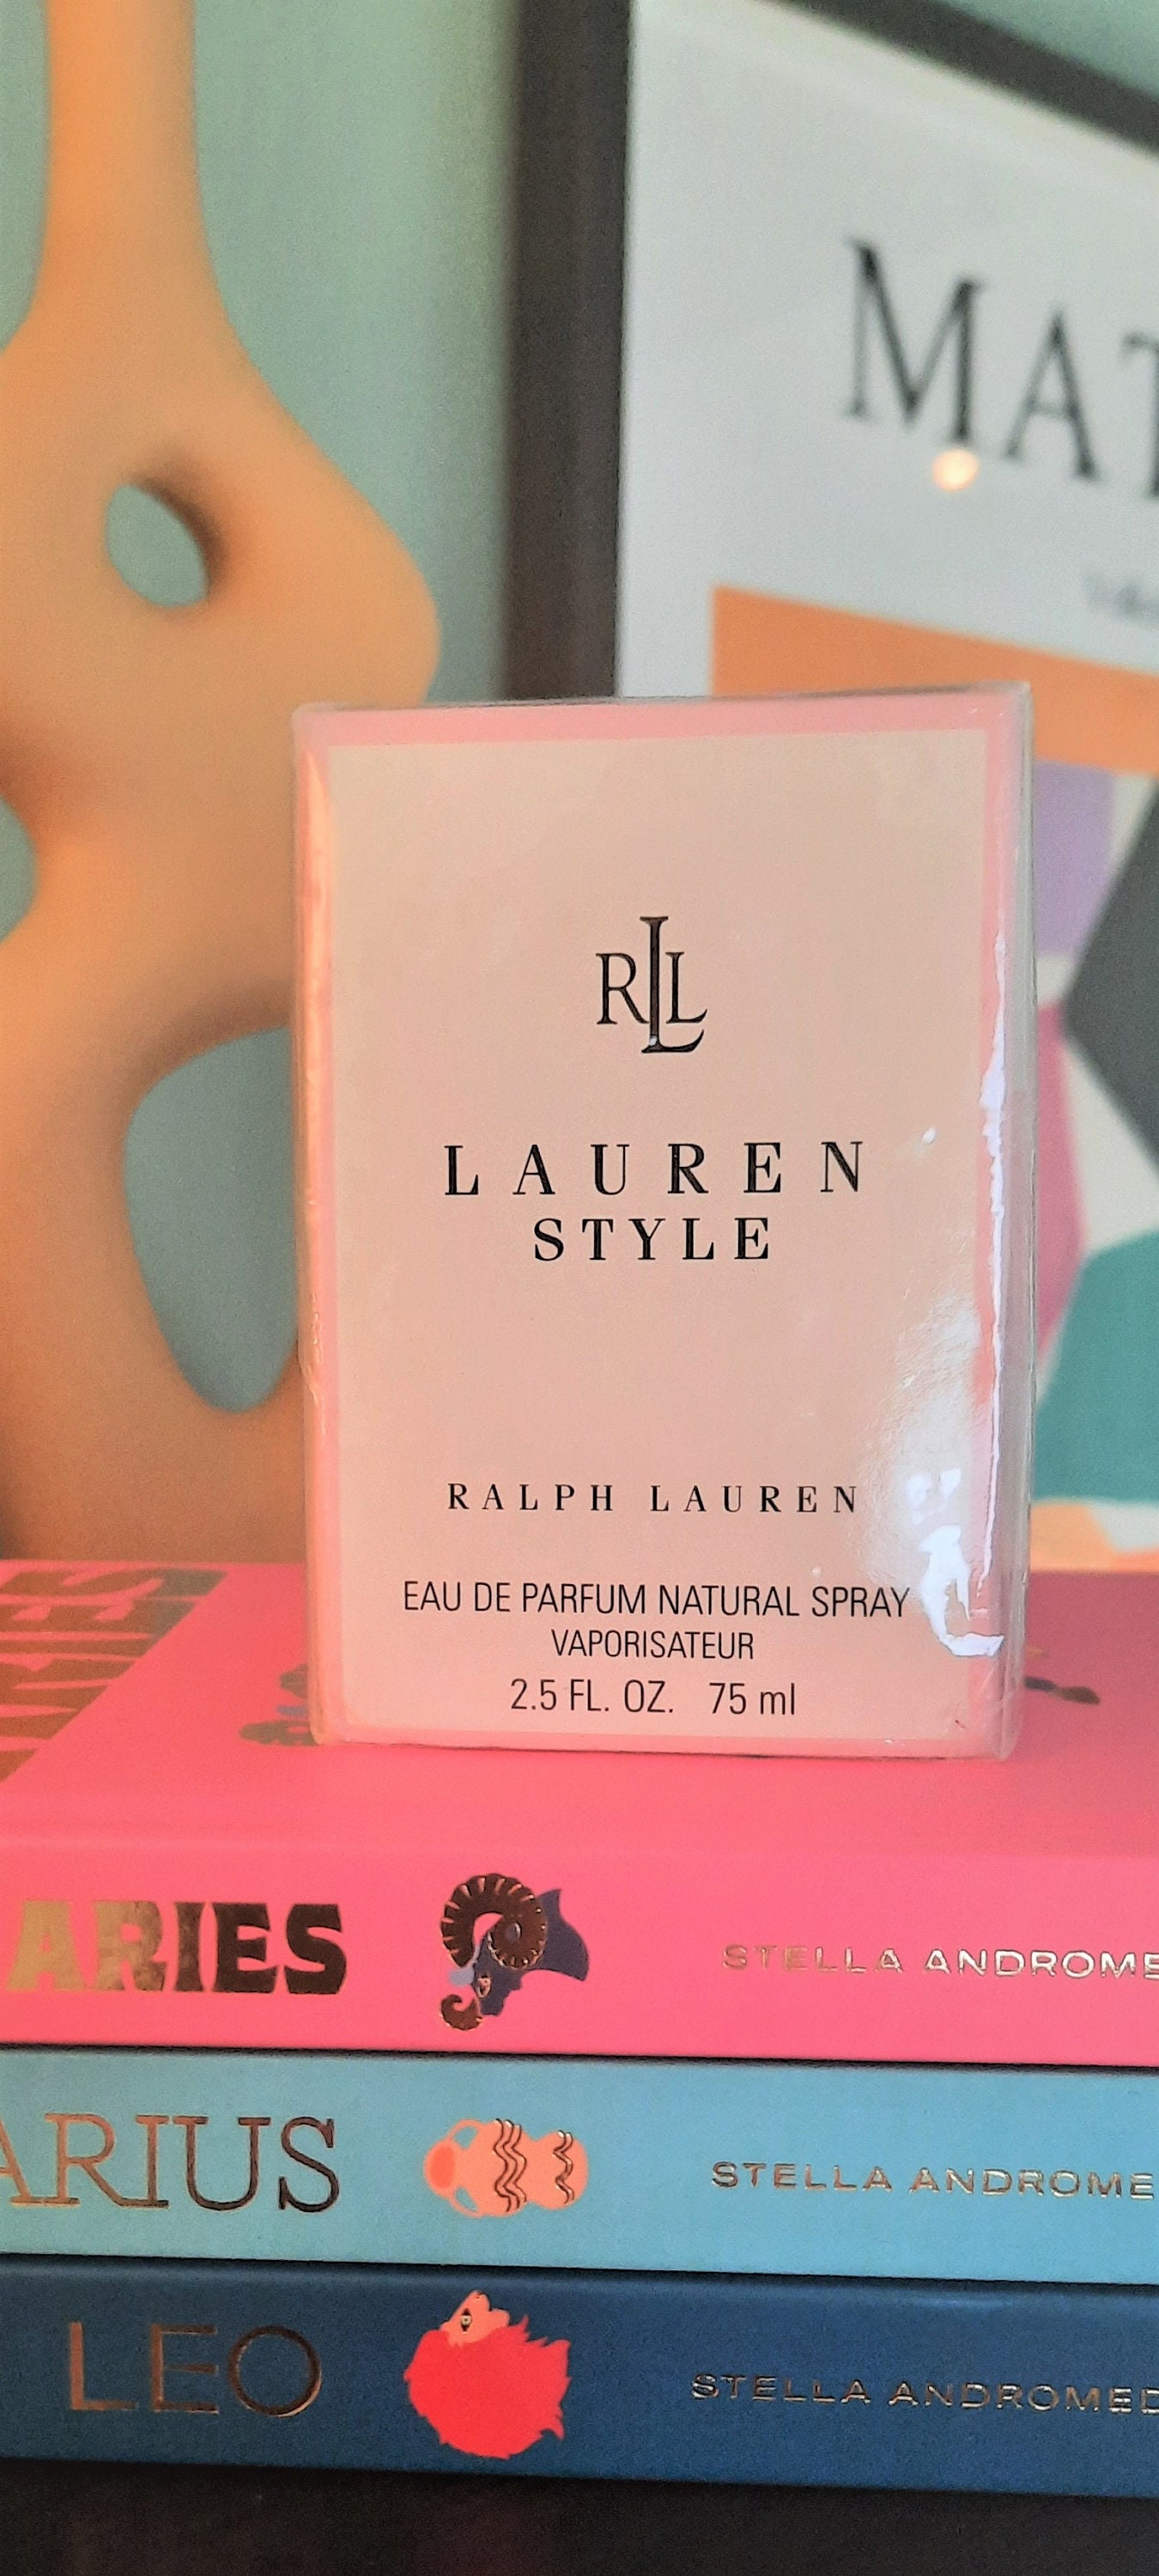 MAT
RLL
LAUREN
STYLE
RALPH LAUREN
EAU DE PARFUM NATURAL SPRAY
VAPORISATEUR
2.5 FL. OZ. 75 ml
ARIES
ARIES STELLA ANDROME
ARIUS STELLA ANDROME
LEO STELLA ANDROMED